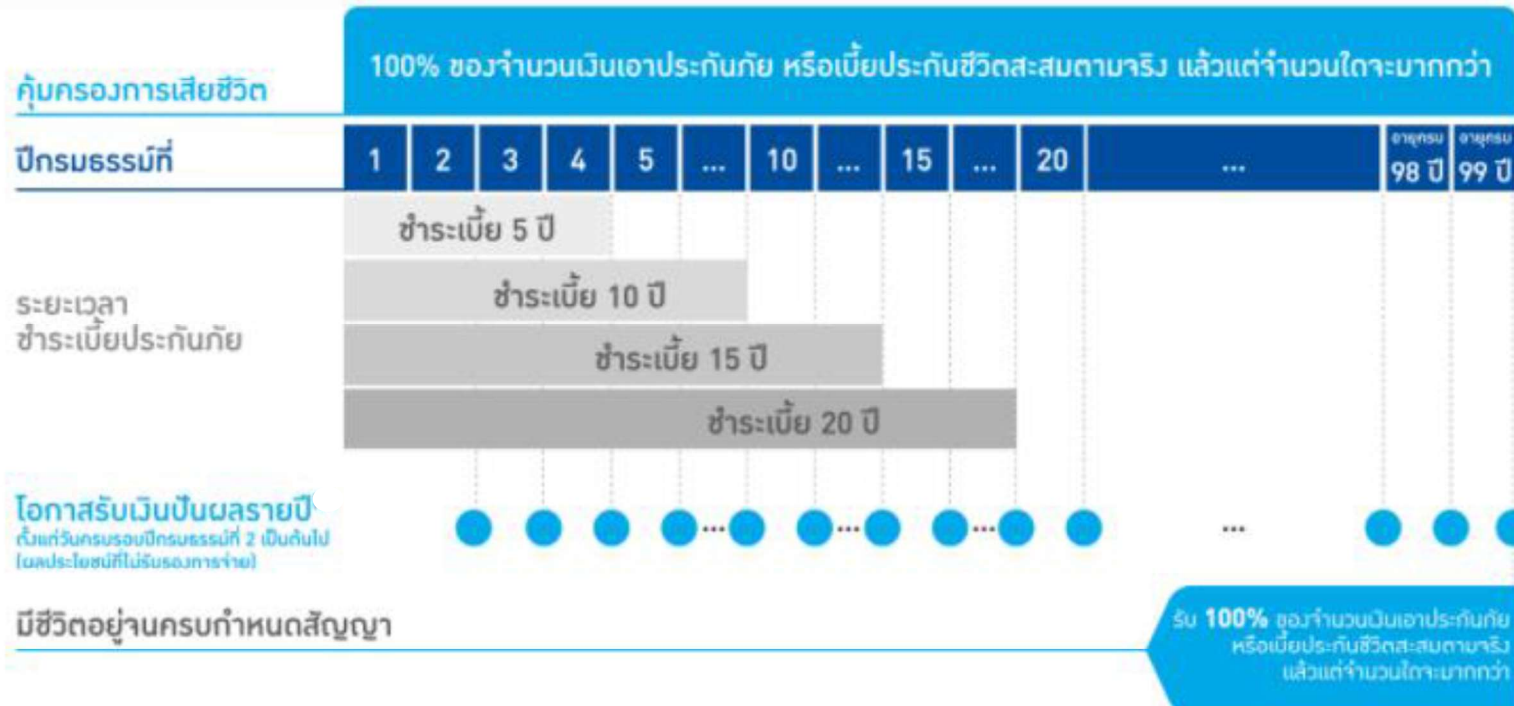 100% ของจำนวนเงินเอาประกันภัย หรือเบี้ยประกันชีวิตสะสมตามจริง แล้วแต่จำนวนใดจะมากกว่า
คุ้มครองการเสียชีวิต
ปีกรมธรรม์ที่ 1 2 3 4 5 ... 10 ... 15 ... 20 ... อายุครบ 98 ปี อายุครบ 99 ปี
ชำระเบี้ย 5 ปี
ชำระเบี้ย 10 ปี
ระยะเวลา
ชำระเบี้ยประกันภัย
ชำระเบี้ย 15 ปี
ชำระเบี้ย 20 ปี
โอกาสรับเงินปันผลรายปี
ตั้งแต่วันครบรอบปีกรมธรรม์ที่ 2 เป็นต้นไป
(ผลประโยชน์ที่ไม่รับรองการจ่าย)
... ... ... ...
มีชีวิตอยู่จนครบกำหนดสัญญา
รับ 100% ของจำนวนเงินเอาประกันภัย
หรือเบี้ยประกันชีวิตสะสมตามจริง
แล้วแต่จำนวนใดจะมากกว่า